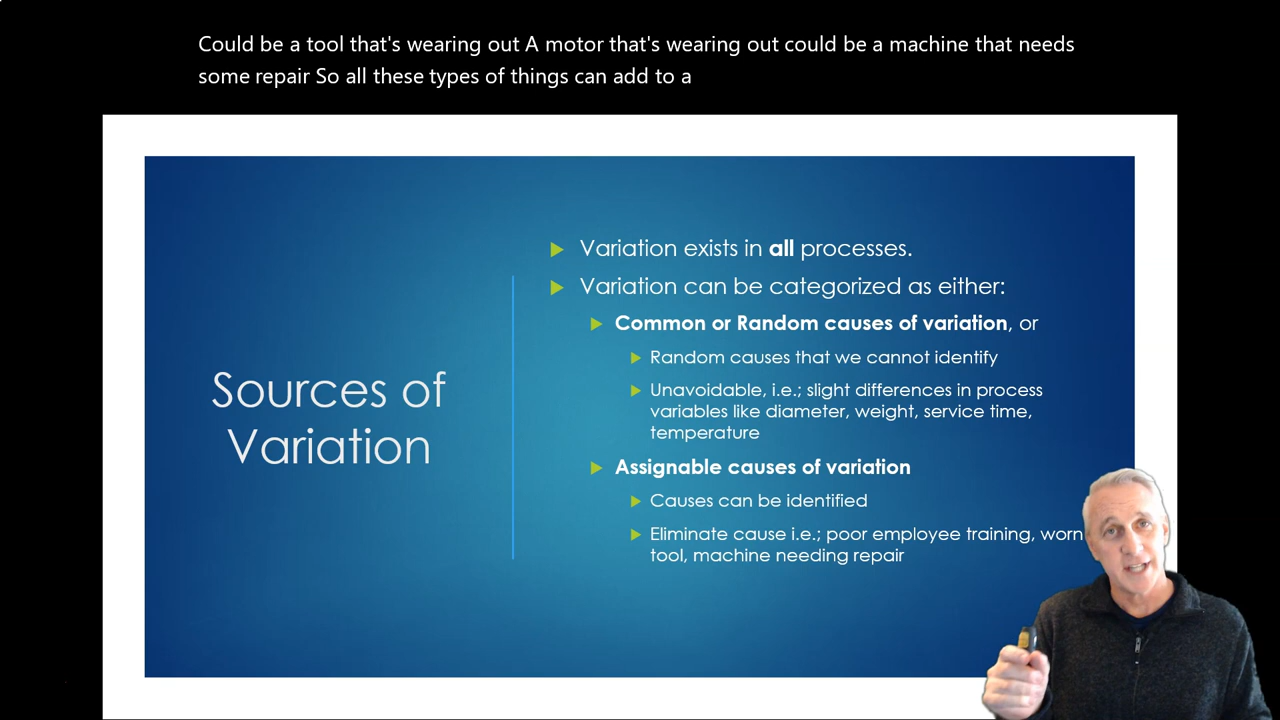 Could be a tool that's wearing out A motor that's wearing out could be a machine that needs
some repair So all these types of things can add to a
Sources of
Variation
Variation exists in all processes.
Variation can be categorized as either:
Common or Random causes of variation, or
Random causes that we cannot identify
Unavoidable, i.e.; slight differences in process
variables like diameter, weight, service time,
temperature
Assignable causes of variation
Causes can be identified
Eliminate cause i.e.; poor employee training, worn
tool, machine needing repair